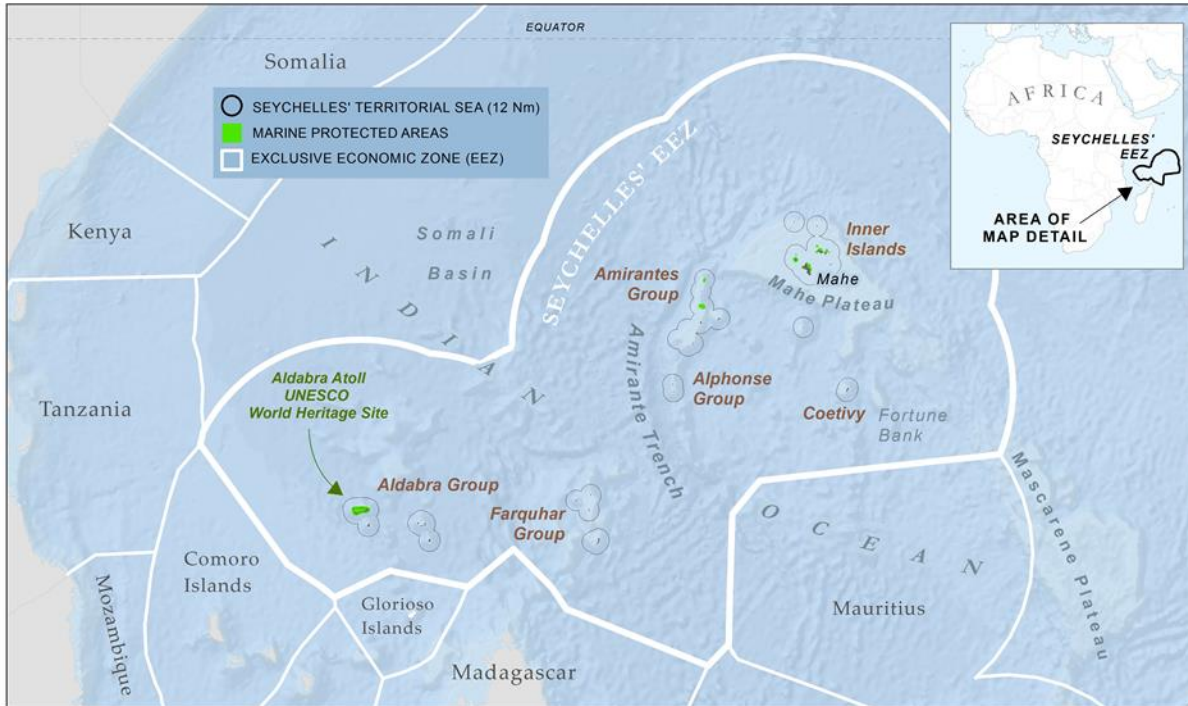 EQUATOR
Somalia
SEYCHELLES' TERRITORIAL SEA (12 Nm)
MARINE PROTECTED AREAS
EXCLUSIVE ECONOMIC ZONE (EEZ)
AFRICA
SEYCHELLES'
EEZ
AREA OF
MAP DETAIL
Kenya
Somali
Basin
SEYCHELLES' EEZ
INDIAN
Inner
Islands
Mahe
Mahe Plateau
Amirantes
Group
Amirante Trench
Alphonse
Group
Coetivy
Fortune
Bank
Tanzania
Aldabra Atoll
UNESCO
World Heritage Site
Aldabra Group
Farquhar
Group
OCEAN
Mascarene Plateau
Comoro
Islands
Mozambique
Glorioso
Islands
Madagascar
Mauritius